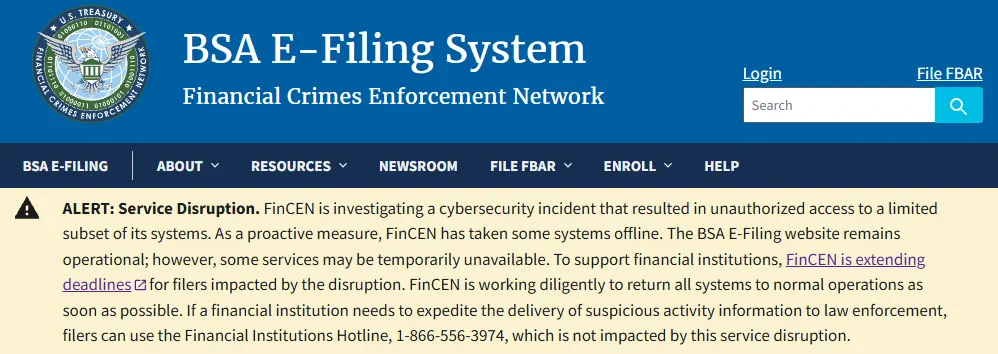 U.S. TREASURY
FINANCIAL CRIMES ENFORCEMENT NETWORK
BSA E-Filing System
Financial Crimes Enforcement Network
Login
File FBAR
Search
BSA E-FILING
ABOUT
RESOURCES
NEWSROOM
FILE FBAR
ENROLL
HELP
ALERT: Service Disruption. FinCEN is investigating a cybersecurity incident that resulted in unauthorized access to a limited
subset of its systems. As a proactive measure, FinCEN has taken some systems offline. The BSA E-Filing website remains
operational; however, some services may be temporarily unavailable. To support financial institutions, FinCEN is extending
deadlines for filers impacted by the disruption. FinCEN is working diligently to return all systems to normal operations as
soon as possible. If a financial institution needs to expedite the delivery of suspicious activity information to law enforcement,
filers can use the Financial Institutions Hotline, 1-866-556-3974, which is not impacted by this service disruption.